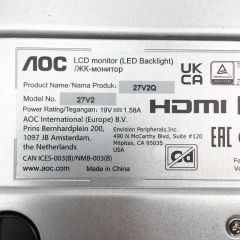 AOC
LCD monitor (LED Backlight)
/ЖК-монитор
UK
CA
Product Name/Nama Produk: 27V2Q
Model No.: 27V2
Power Rating/Tegangan: 19V ⎓ 1.58A
AOC International (Europe) B.V.
Prins Bernhardplein 200,
1097 JB Amsterdam,
the Netherlands
Envision Peripherals,Inc.
490 N McCarthy Blvd, Suite #120
Milpitas, CA 95035
USA
HDMI
EAC
CAN ICES-003(B)/NMB-003(B)
www.aoc.com
Made in China